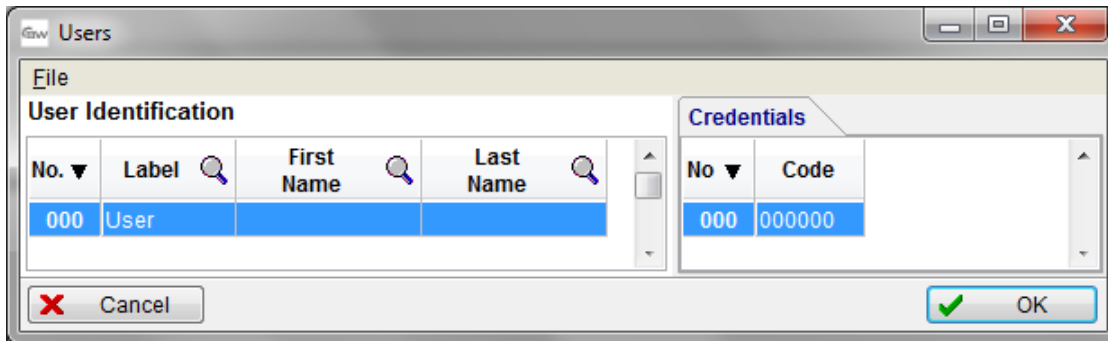 Users
File
User Identification
Credentials
No. Label First Name Last Name
No Code
000 User
000 000000
Cancel
OK